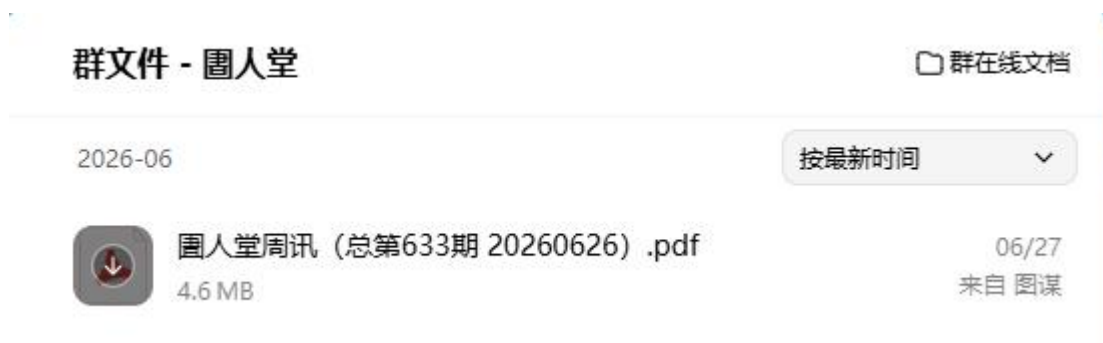 群文件 - 圕人堂
群在线文档
2026-06
按最新时间
圕人堂周讯（总第633期 20260626）.pdf
06/27
4.6 MB
来自 图谋